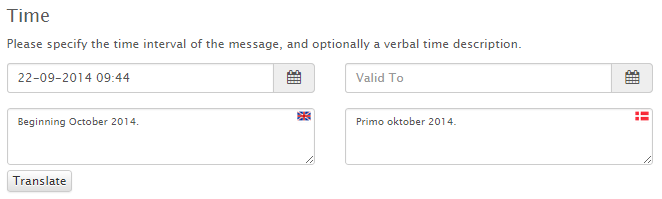 Time
Please specify the time interval of the message, and optionally a verbal time description.
22-09-2014 09:44
Valid To
Beginning October 2014.
Primo oktober 2014.
Translate